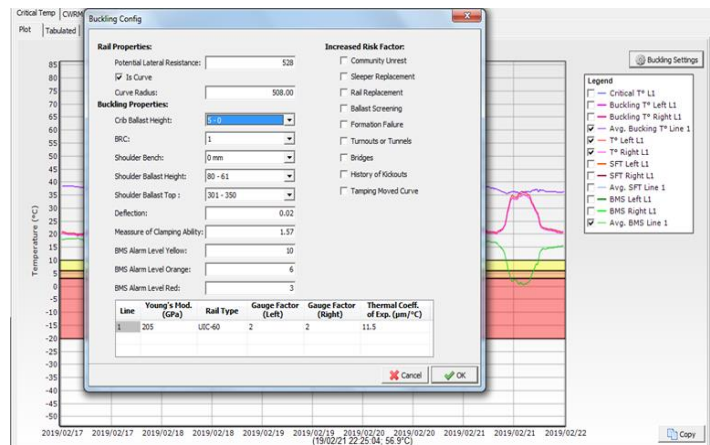 Critical Temp CWRM
Plot Tabulated
Buckling Config
Rail Properties:
Potential Lateral Resistance: 528
Is Curve
Curve Radius: 508.00
Buckling Properties:
Crib Ballast Height: 5 - 0
BRC: 1
Shoulder Bench: 0 mm
Shoulder Ballast Height: 80 - 61
Shoulder Ballast Top : 301 - 350
Deflection: 0.02
Meassure of Clamping Ability: 1.57
BMS Alarm Level Yellow: 10
BMS Alarm Level Orange: 6
BMS Alarm Level Red: 3
Increased Risk Factor:
Community Unrest
Sleeper Replacement
Rail Replacement
Ballast Screening
Formation Failure
Turnouts or Tunnels
Bridges
History of Kickouts
Tamping Moved Curve
Line Young's Mod. (GPa) Rail Type Gauge Factor (Left) Gauge Factor (Right) Thermal Coeff. of Exp. (µm/°C)
1 205 UIC-60 2 2 11.5
Cancel OK
Buckling Settings
Legend
Critical T° L1
Buckling T° Left L1
Buckling T° Right L1
Avg. Bucking T° Line 1
T° Left L1
T° Right L1
SFT Left L1
SFT Right L1
Avg. SFT Line 1
BMS Left L1
BMS Right L1
Avg. BMS Line 1
Temperature (°C)
85
80
75
70
65
60
55
50
45
40
35
30
25
20
15
10
5
0
-5
-10
-15
-20
-25
-30
-35
-40
-45
-50
2019/02/17 2019/02/17 2019/02/18 2019/02/18 2019/02/19 2019/02/19 2019/02/20 2019/02/20 2019/02/21 2019/02/21 2019/02/22
(19/02/21 22:25:04; 56.9°C)
Copy